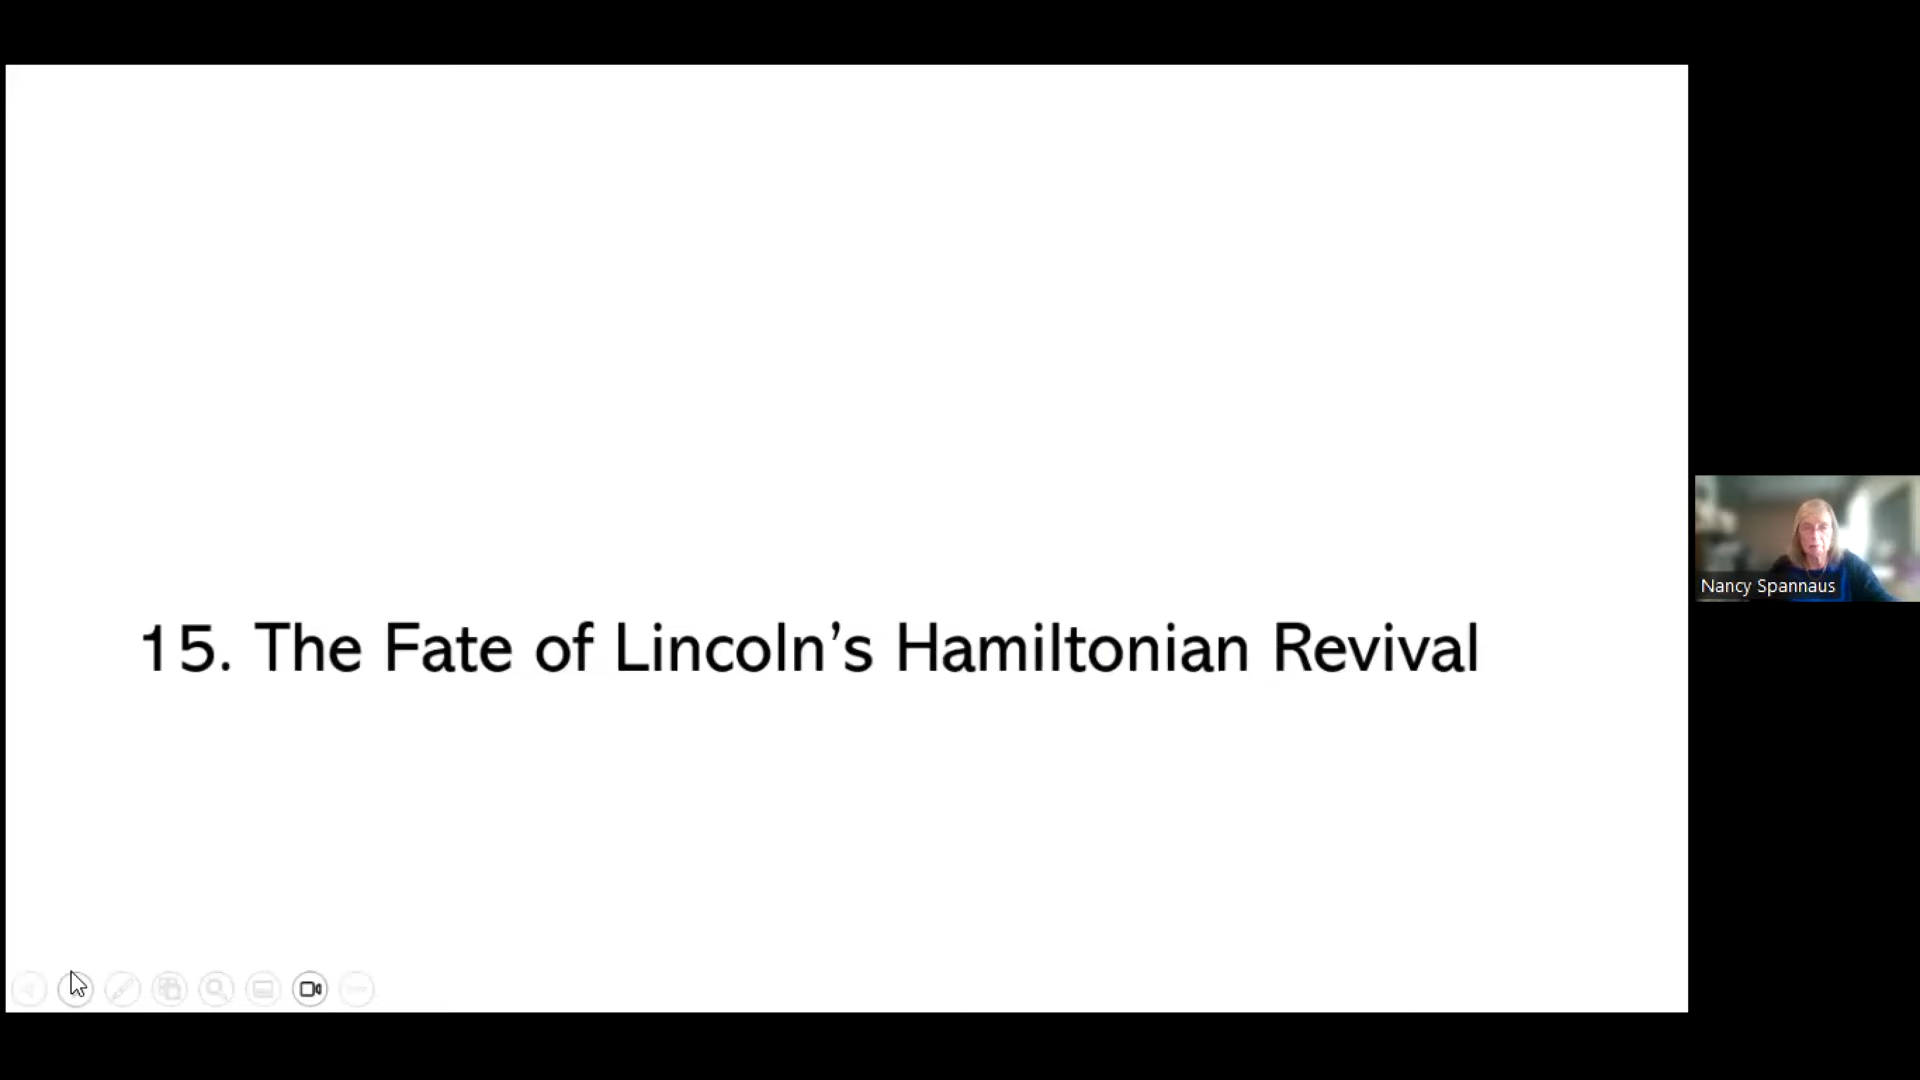 15. The Fate of Lincoln’s Hamiltonian Revival
Nancy Spannaus